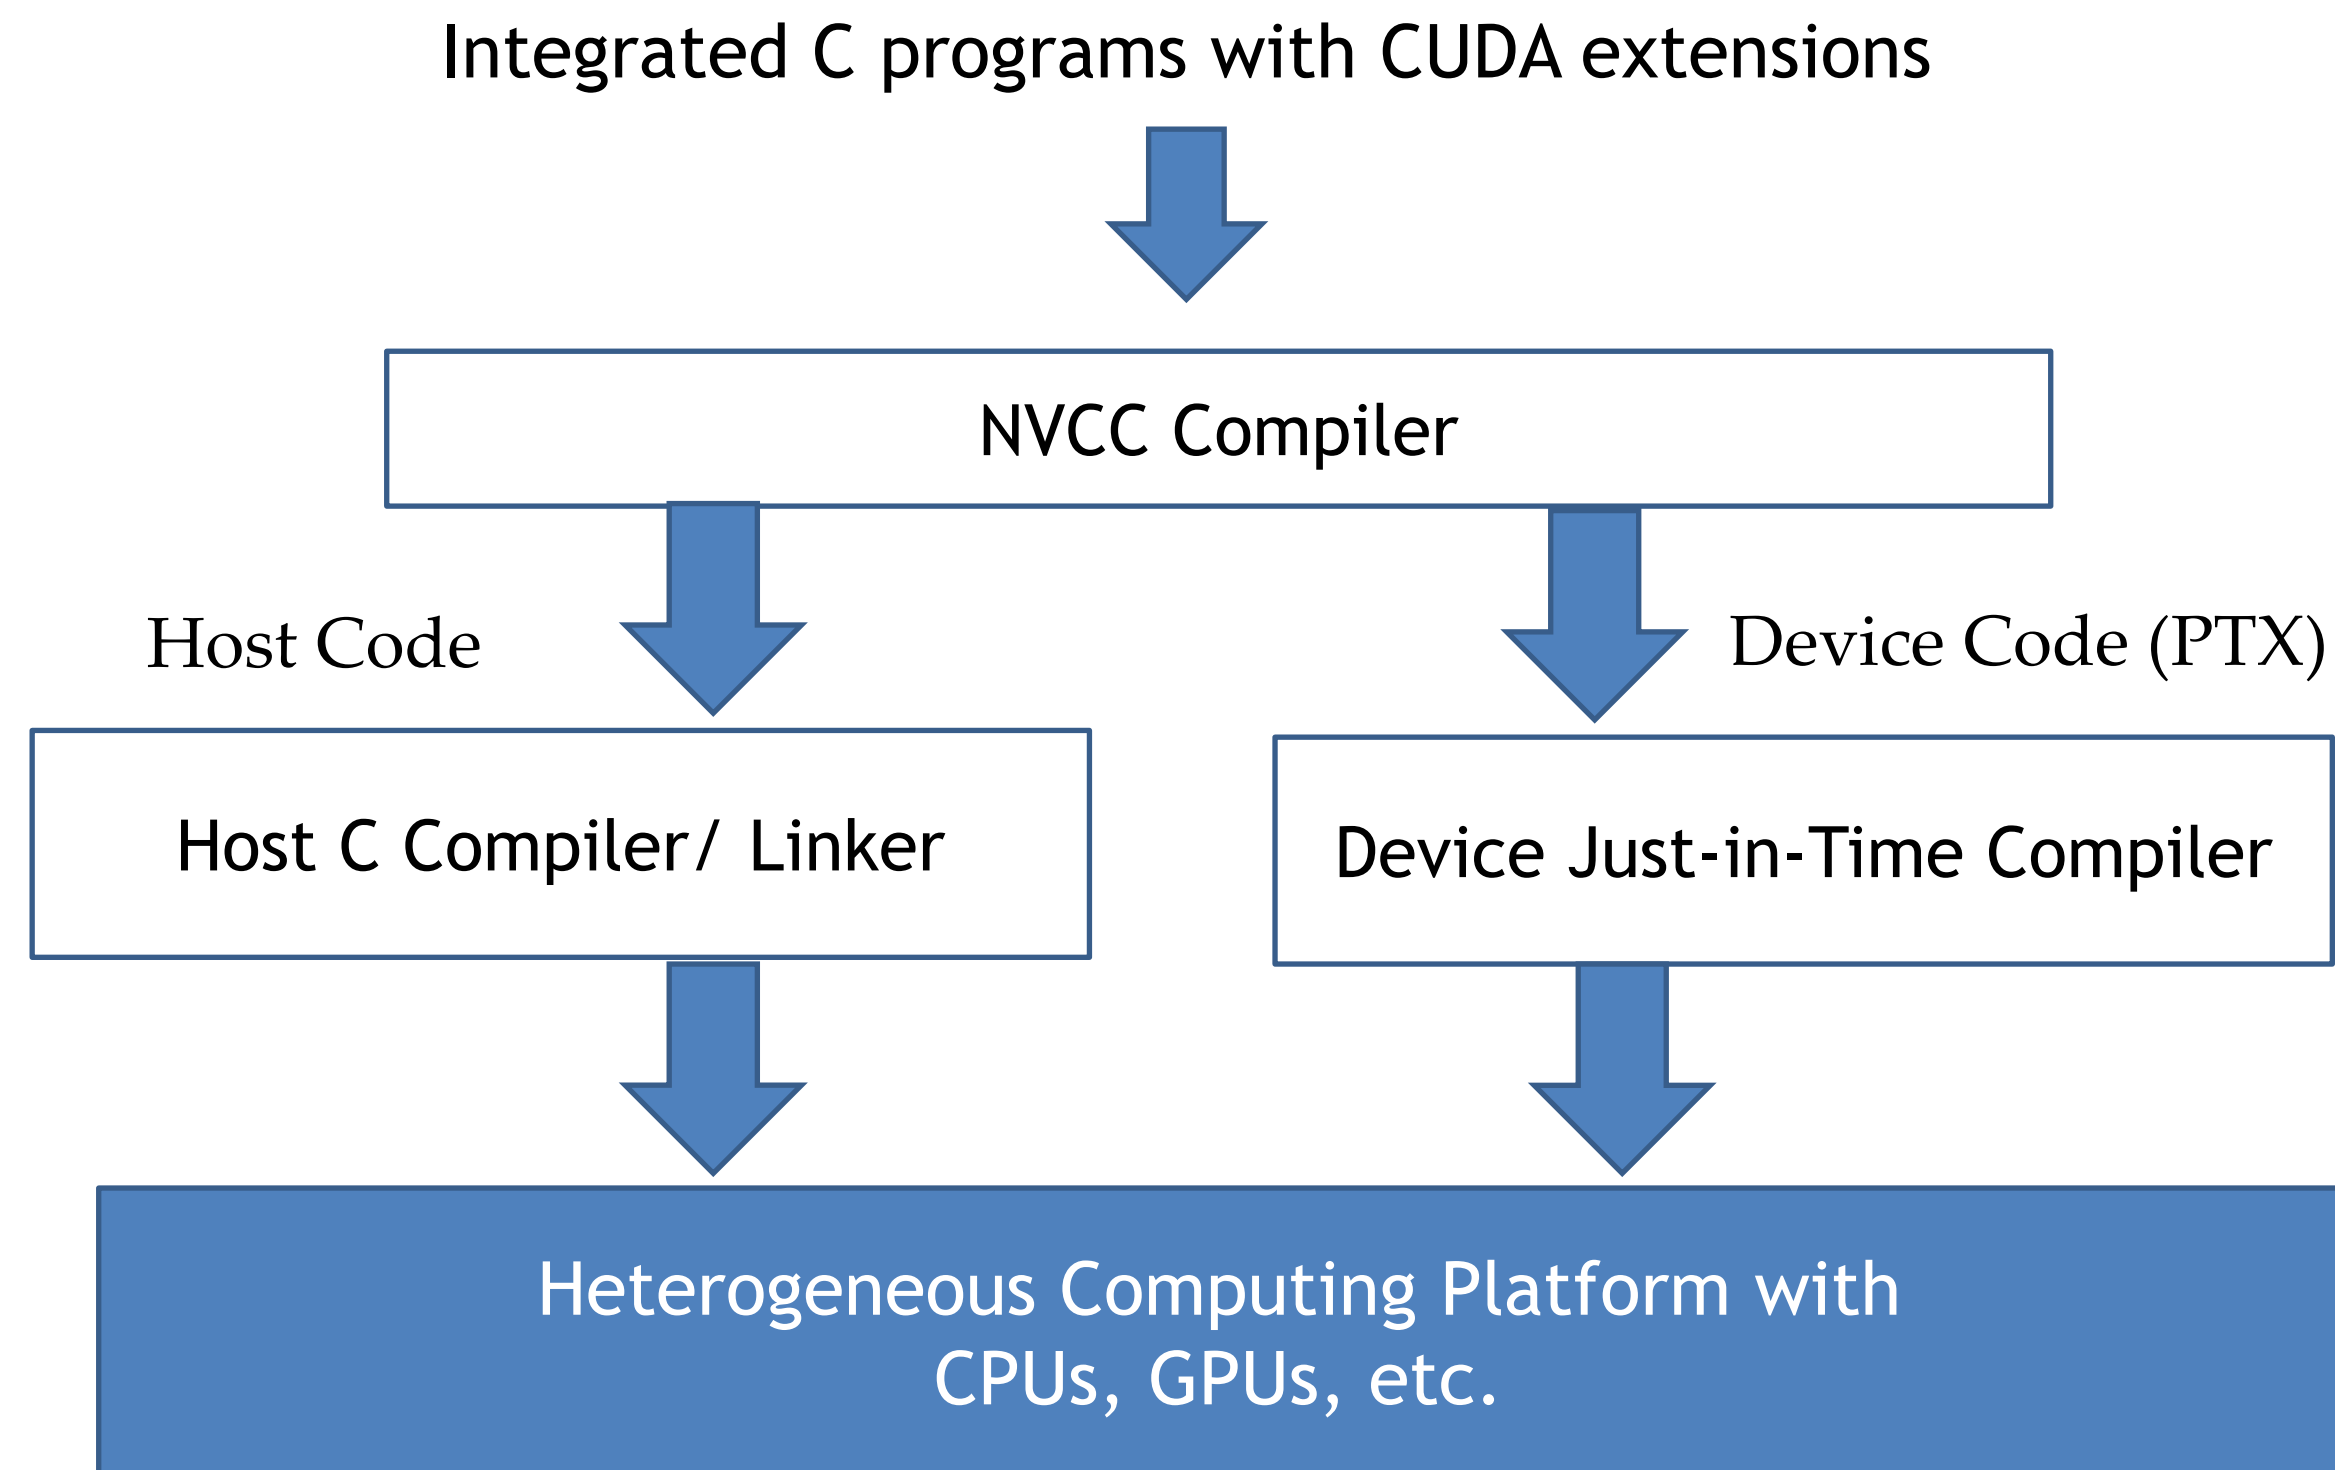 Integrated C programs with CUDA extensions
NVCC Compiler
Host Code
Device Code (PTX)
Host C Compiler/ Linker
Device Just-in-Time Compiler
Heterogeneous Computing Platform with
CPUs, GPUs, etc.